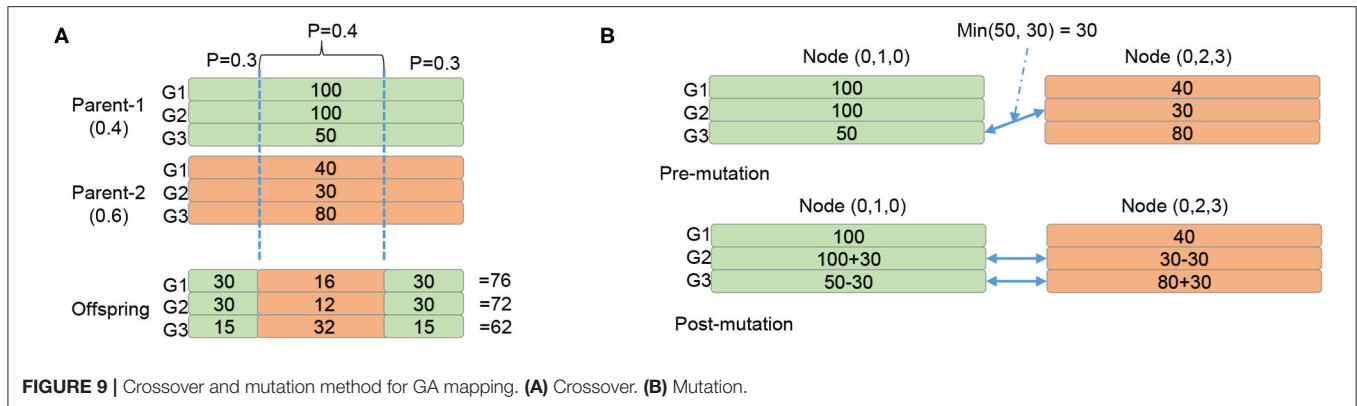 A
P=0.4
P=0.3
P=0.3
Parent-1
(0.4)
G1 100
G2 100
G3 50
Parent-2
(0.6)
G1 40
G2 30
G3 80
Offspring
G1 30 16 30 =76
G2 30 12 30 =72
G3 15 32 15 =62
B
Min(50, 30) = 30
Node (0,1,0) Node (0,2,3)
G1 100 40
G2 100 30
G3 50 80
Pre-mutation
Node (0,1,0) Node (0,2,3)
G1 100 40
G2 100+30 30-30
G3 50-30 80+30
Post-mutation
FIGURE 9 | Crossover and mutation method for GA mapping. (A) Crossover. (B) Mutation.